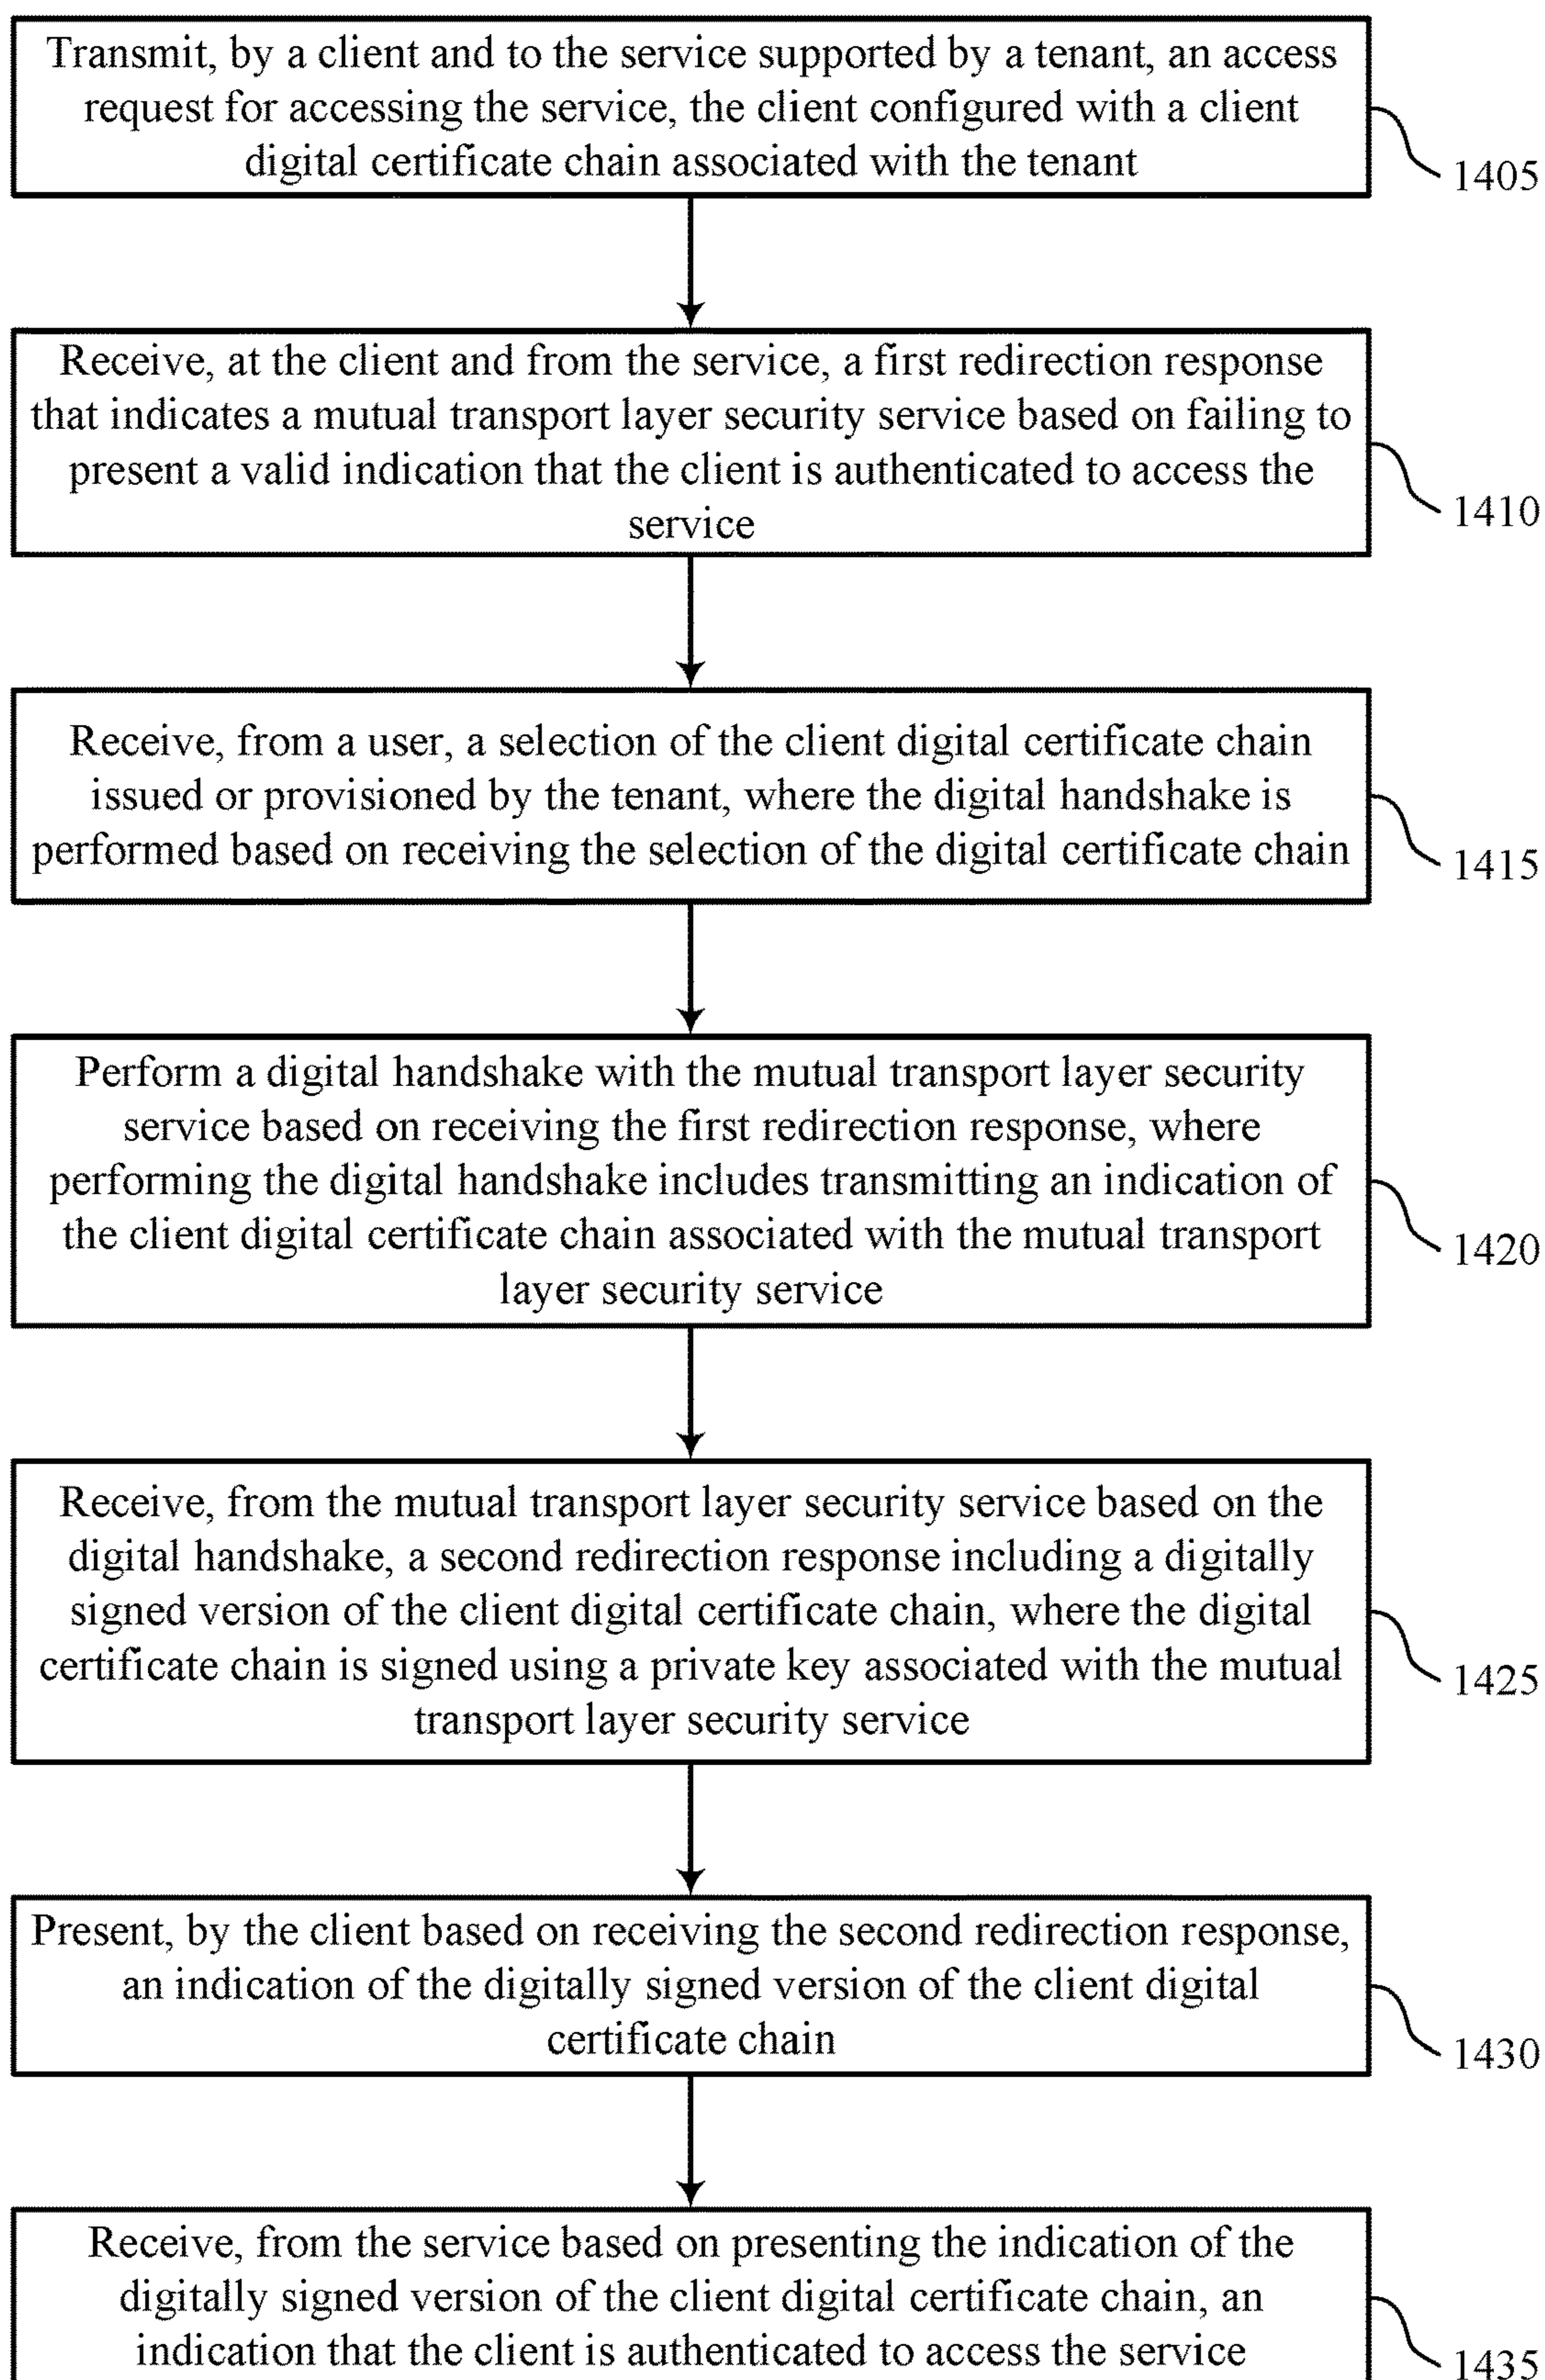 Transmit, by a client and to the service supported by a tenant, an access
request for accessing the service, the client configured with a client
digital certificate chain associated with the tenant
1405
Receive, at the client and from the service, a first redirection response
that indicates a mutual transport layer security service based on failing to
present a valid indication that the client is authenticated to access the
service
1410
Receive, from a user, a selection of the client digital certificate chain
issued or provisioned by the tenant, where the digital handshake is
performed based on receiving the selection of the digital certificate chain
1415
Perform a digital handshake with the mutual transport layer security
service based on receiving the first redirection response, where
performing the digital handshake includes transmitting an indication of
the client digital certificate chain associated with the mutual transport
layer security service
1420
Receive, from the mutual transport layer security service based on the
digital handshake, a second redirection response including a digitally
signed version of the client digital certificate chain, where the digital
certificate chain is signed using a private key associated with the mutual
transport layer security service
1425
Present, by the client based on receiving the second redirection response,
an indication of the digitally signed version of the client digital
certificate chain
1430
Receive, from the service based on presenting the indication of the
digitally signed version of the client digital certificate chain, an
indication that the client is authenticated to access the service
1435